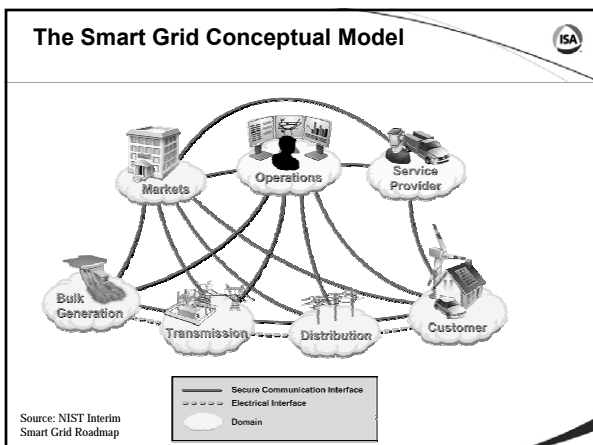 The Smart Grid Conceptual Model
ISA
Markets
Operations
Service
Provider
Bulk
Generation
Transmission
Distribution
Customer
Secure Communication Interface
Electrical Interface
Domain
Source: NIST Interim
Smart Grid Roadmap